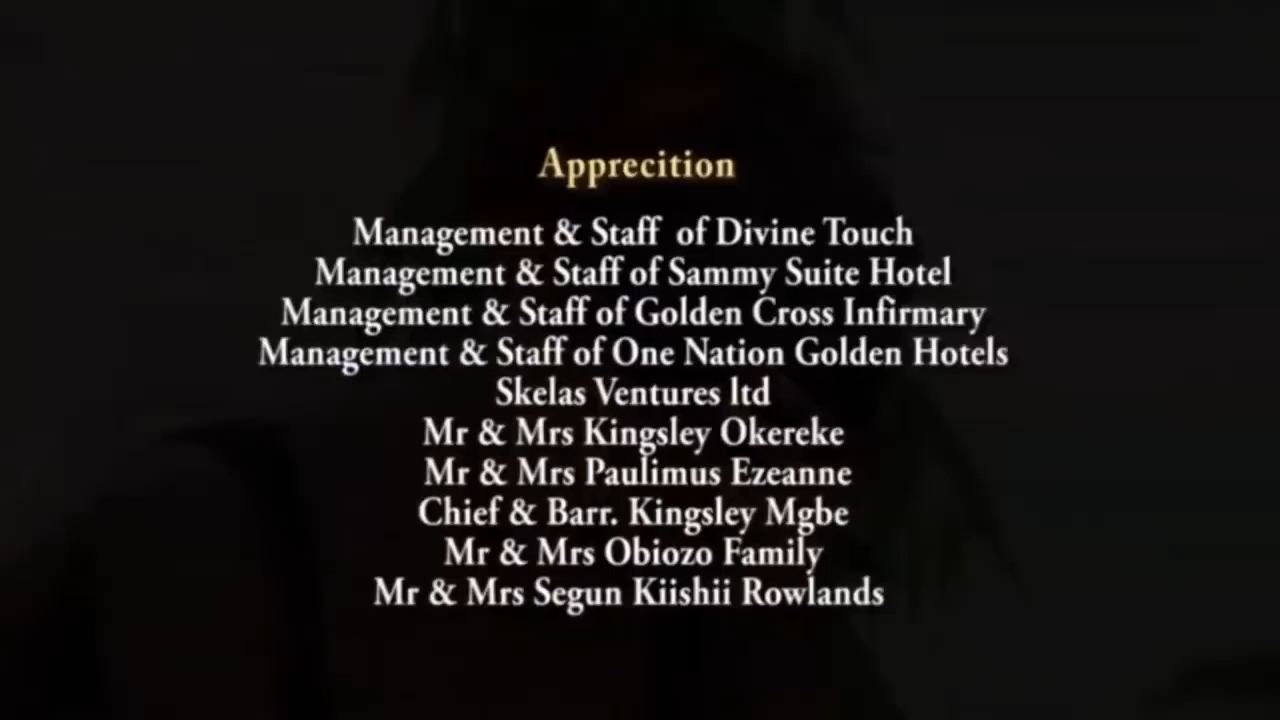 Apprecition
Management & Staff of Divine Touch
Management & Staff of Sammy Suite Hotel
Management & Staff of Golden Cross Infirmary
Management & Staff of One Nation Golden Hotels
Skelas Ventures ltd
Mr & Mrs Kingsley Okereke
Mr & Mrs Paulimus Ezeanne
Chief & Barr. Kingsley Mgbe
Mr & Mrs Obiozo Family
Mr & Mrs Segun Kiishii Rowlands